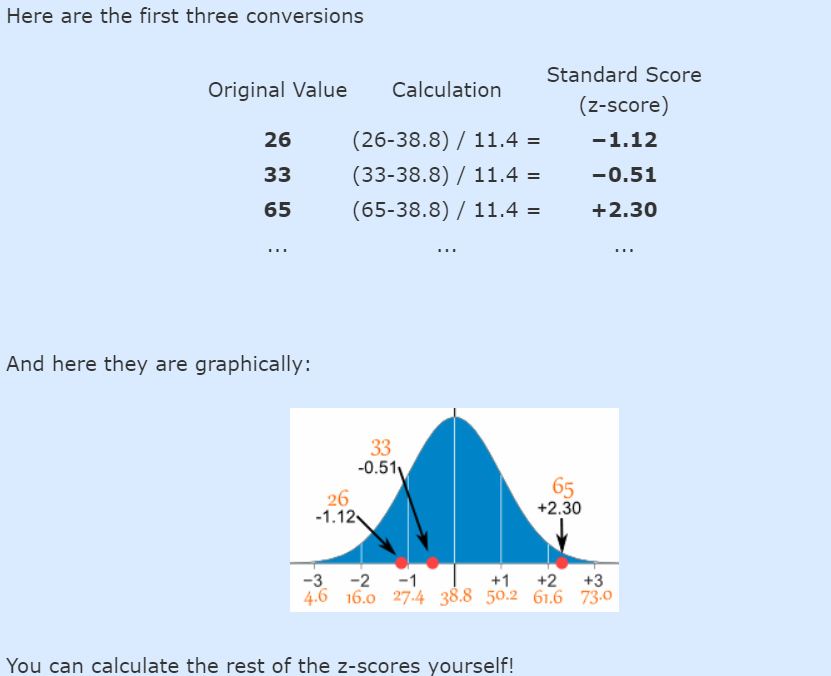 Here are the first three conversions
Original Value Calculation Standard Score
(z-score)
26 (26-38.8) / 11.4 = −1.12
33 (33-38.8) / 11.4 = −0.51
65 (65-38.8) / 11.4 = +2.30
... ... ...
And here they are graphically:
33
-0.51
26
-1.12
65
+2.30
−3 −2 −1 +1 +2 +3
4.6 16.0 27.4 38.8 50.2 61.6 73.0
You can calculate the rest of the z-scores yourself!